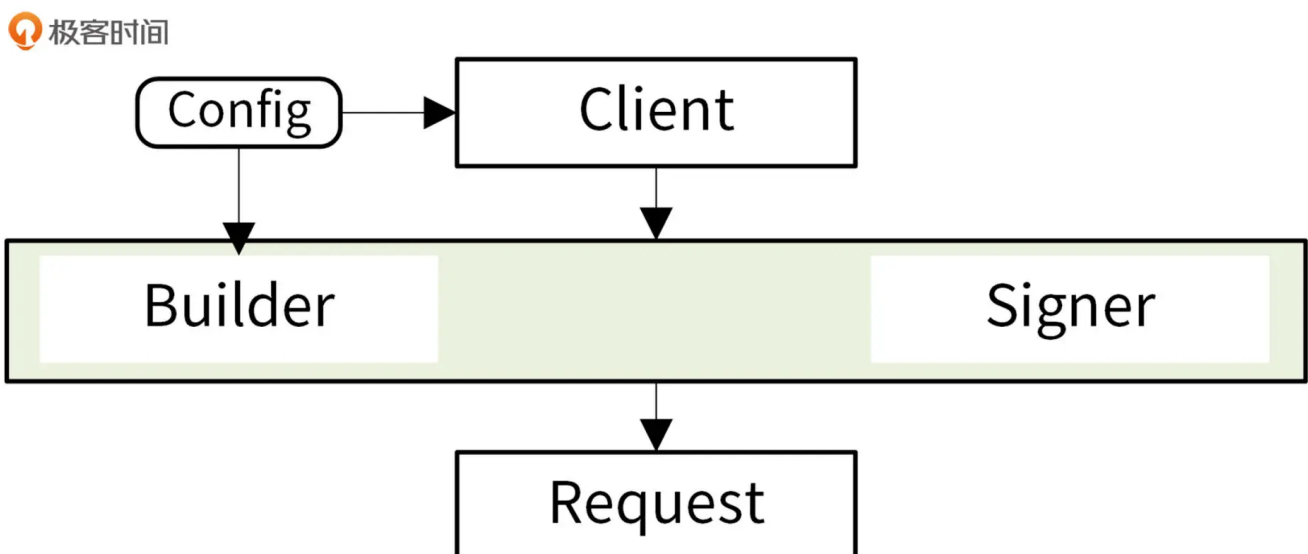 极客时间
Config
Client
Builder
Signer
Request